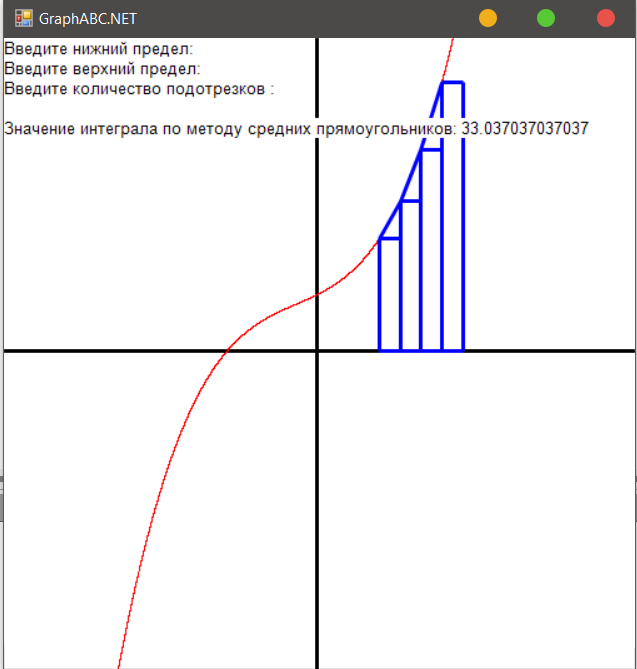 GraphABC.NET
Введите нижний предел:
Введите верхний предел:
Введите количество подотрезков :
Значение интеграла по методу средних прямоугольников: 33.037037037037